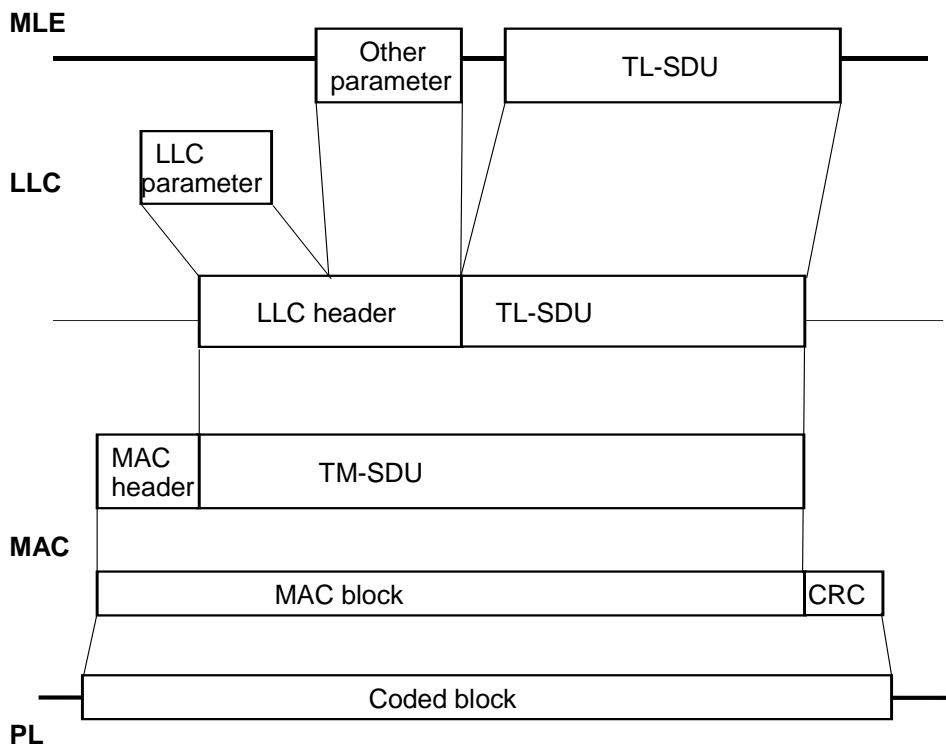 MLE
Other
parameter
TL-SDU
LLC
parameter
LLC
LLC header
TL-SDU
MAC
header
TM-SDU
MAC
MAC block
CRC
Coded block
PL